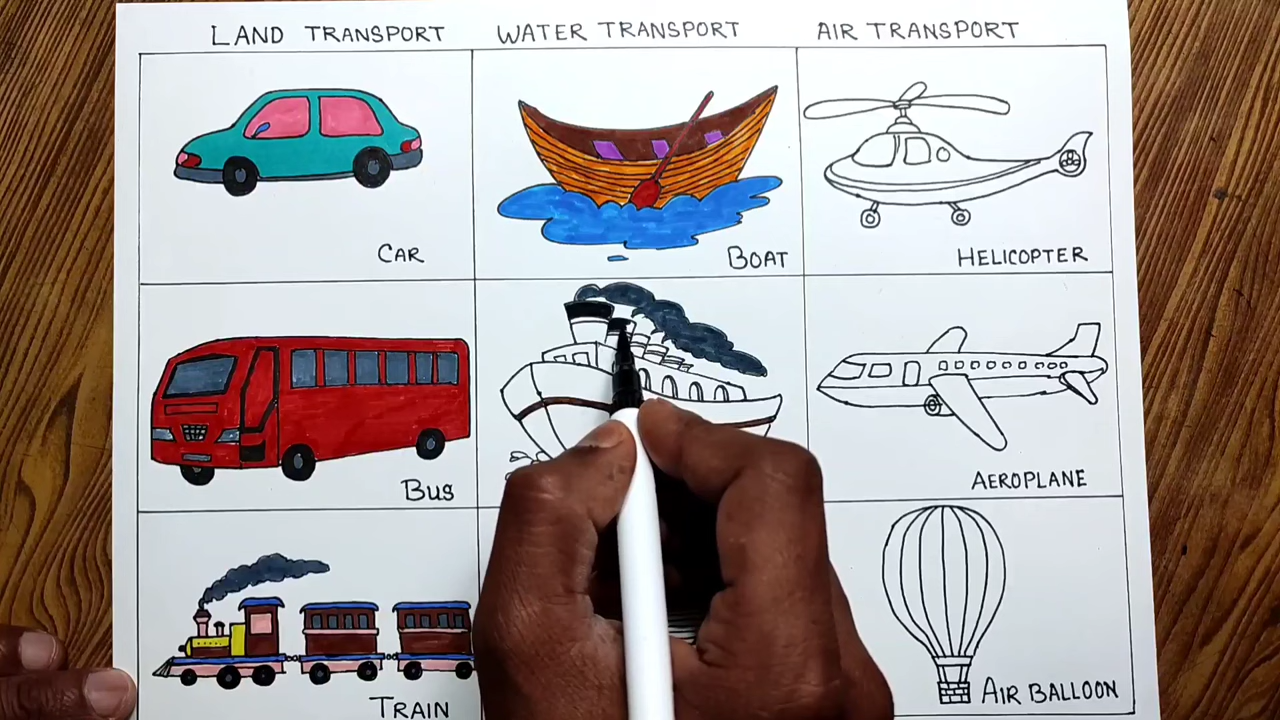 LAND TRANSPORT
WATER TRANSPORT
AIR TRANSPORT
CAR
BOAT
HELICOPTER
BUS
AEROPLANE
TRAIN
AIR BALLOON